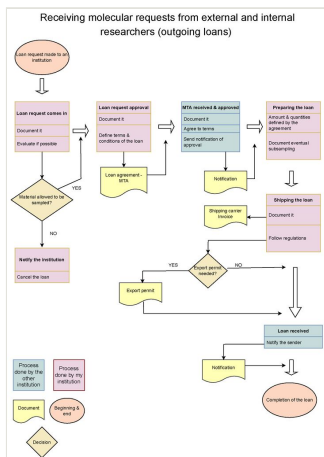 Receiving molecular requests from external and internal
researchers (outgoing loans)
Loan request made to an
institution
Loan request comes in
Document it
Evaluate if possible
Loan request approval
Document it
Define terms &
conditions of the loan
MTA received & approved
Document it
Agree to terms
Send notification of
approval
Preparing the loan
Amount & quantities
defined by the
agreement
Document eventual
subsampling
YES
Loan agreement -
MTA
Notification
Material allowed to be
sampled?
NO
Shipping carrier
Invoice
Shipping the loan
Document it
Follow regulations
Notify the institution
Cancel the loan
YES
Export permit
needed?
NO
Export permit
Loan received
Notify the sender
Notification
Completion of the loan
Process
done by the
other
institution
Process
done by my
institution
Document
Beginning &
end
Decision